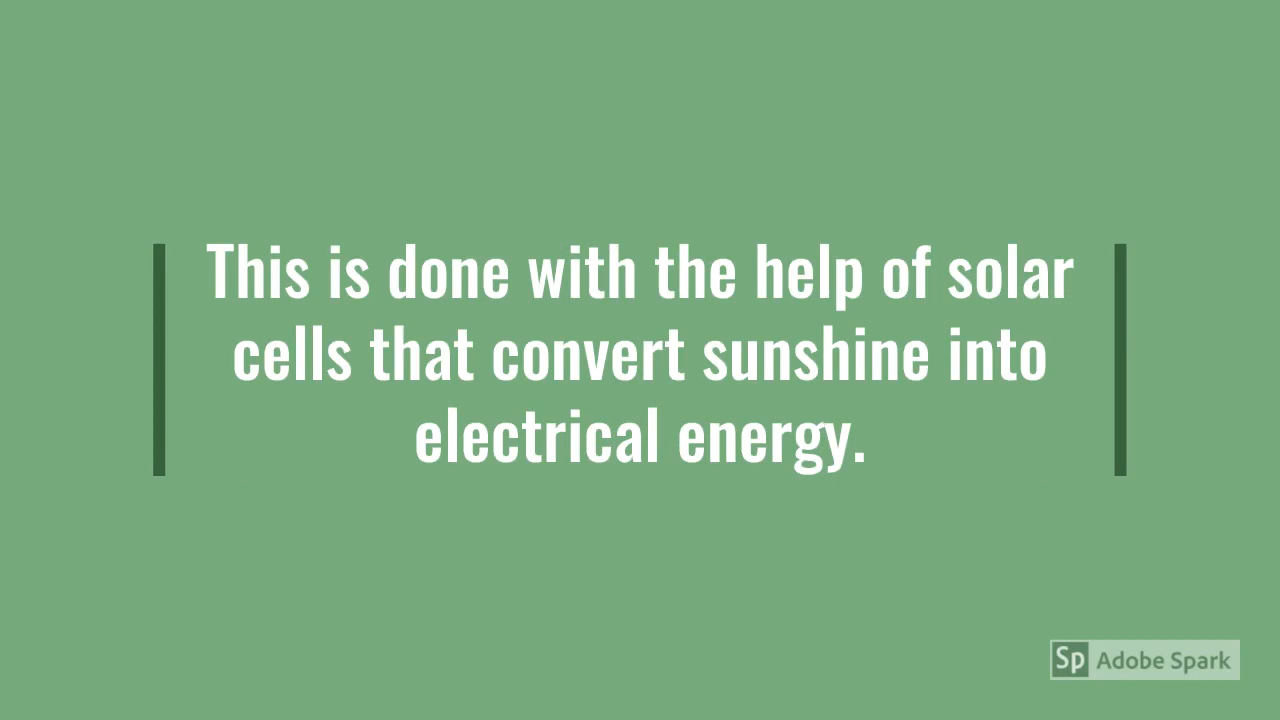 This is done with the help of solar
cells that convert sunshine into
electrical energy.
Sp Adobe Spark